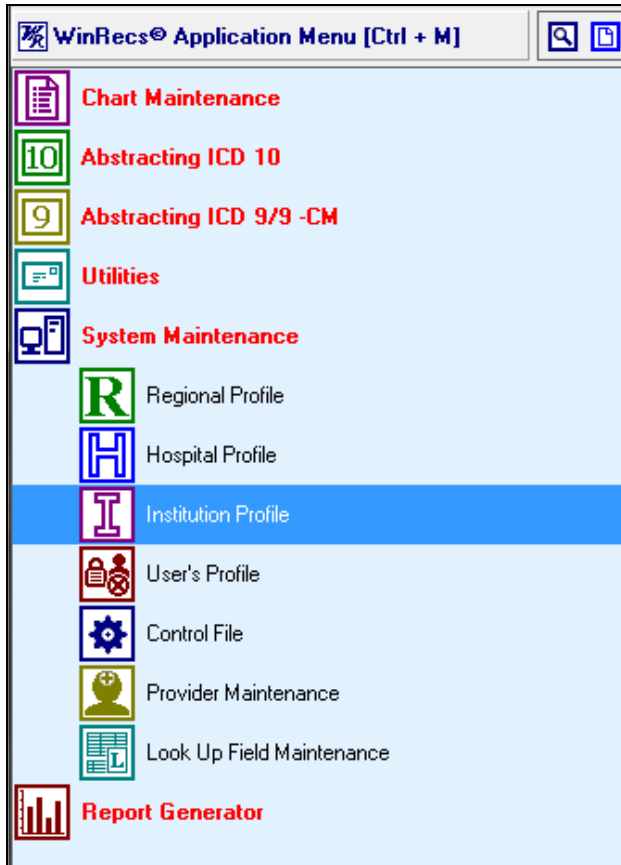 WinRecs® Application Menu [Ctrl + M]
Chart Maintenance
10 Abstracting ICD 10
9 Abstracting ICD 9/9 -CM
Utilities
System Maintenance
R Regional Profile
H Hospital Profile
I Institution Profile
User's Profile
Control File
Provider Maintenance
L Look Up Field Maintenance
Report Generator